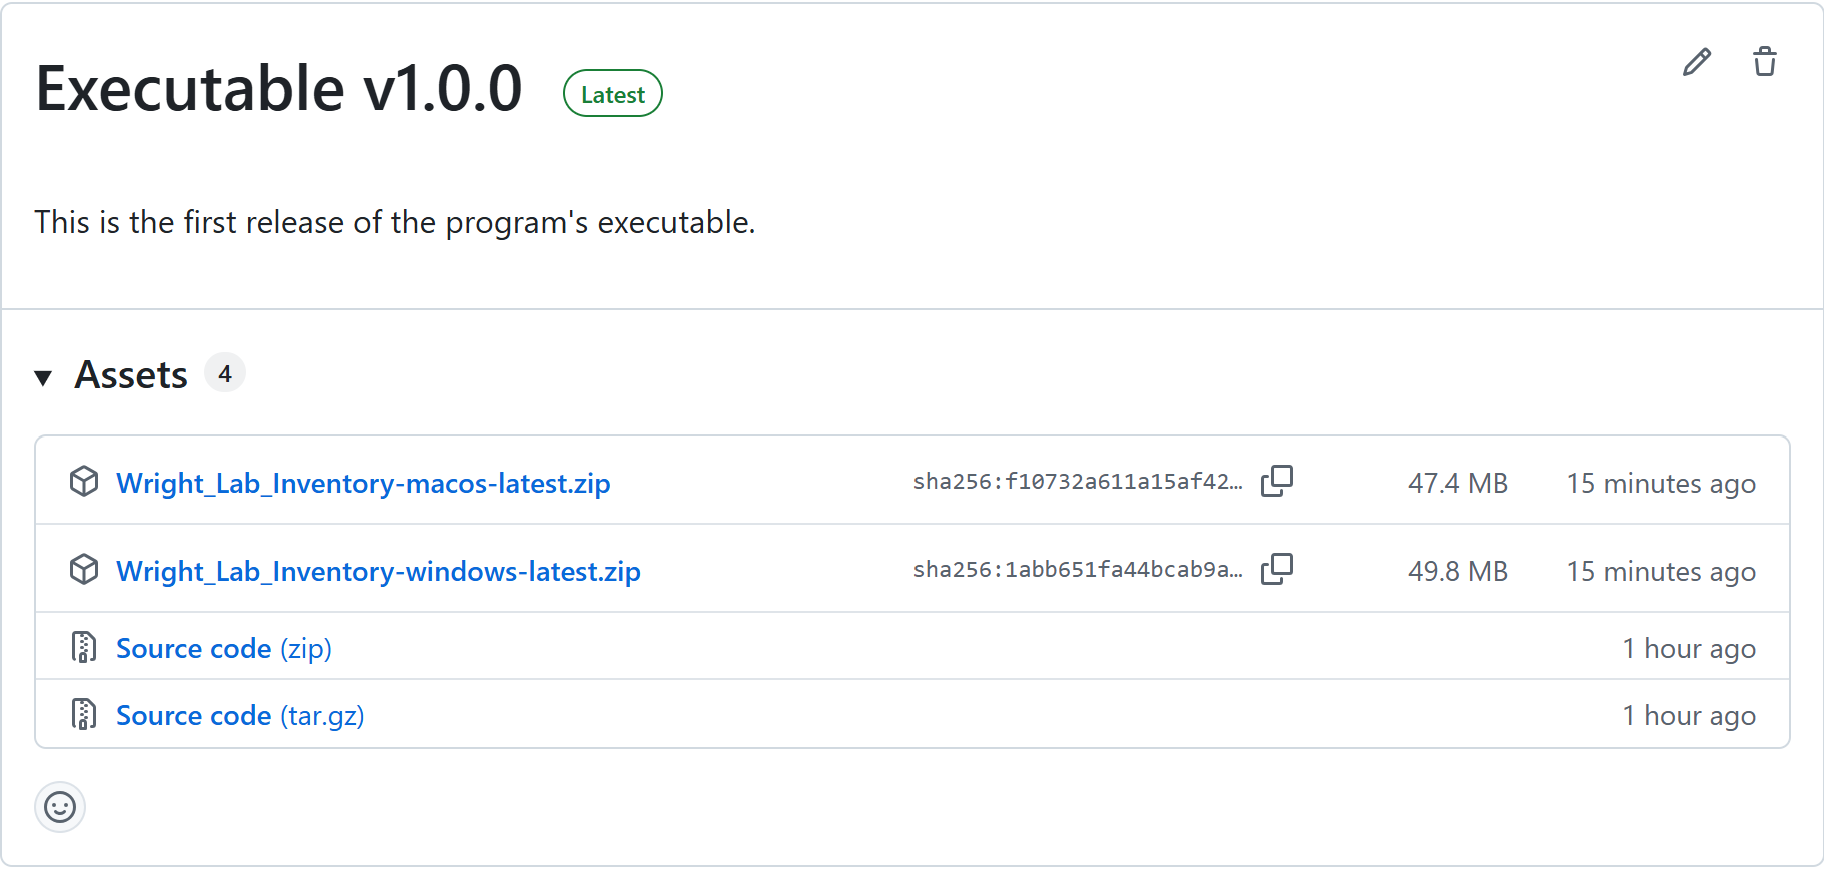 Executable v1.0.0 Latest
This is the first release of the program's executable.
Assets 4
Wright_Lab_Inventory-macos-latest.zip sha256:f10732a611a15af42… 47.4 MB 15 minutes ago
Wright_Lab_Inventory-windows-latest.zip sha256:1abb651fa44bcab9a… 49.8 MB 15 minutes ago
Source code (zip) 1 hour ago
Source code (tar.gz) 1 hour ago